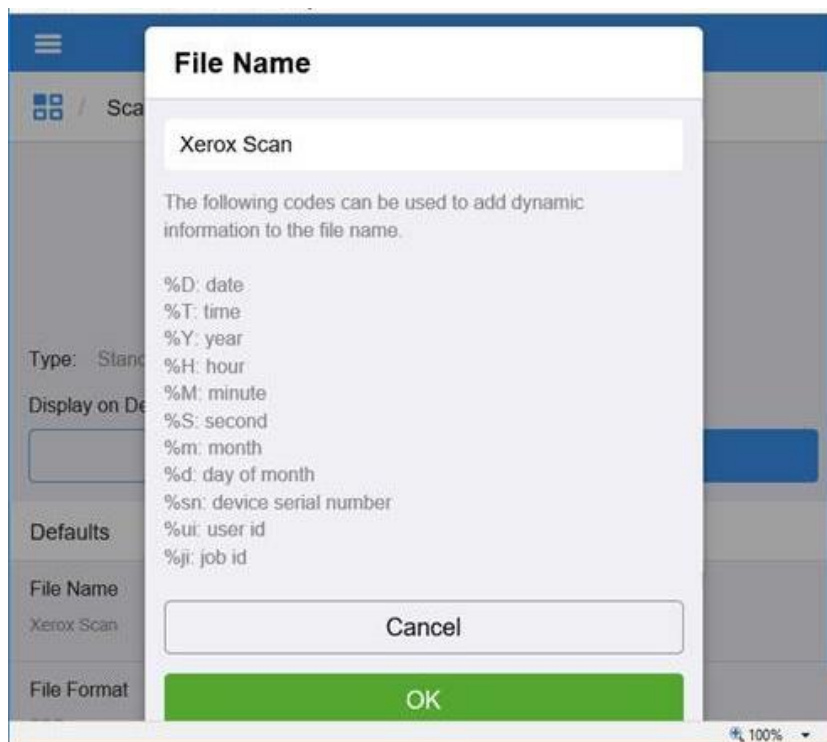 File Name
Sca
Xerox Scan
The following codes can be used to add dynamic
information to the file name.
%D: date
%T: time
%Y: year
%H: hour
%M: minute
%S: second
%m: month
%d: day of month
%sn: device serial number
%ui: user id
%ji: job id
Type: Stand
Display on De
Defaults
File Name
Xerox Scan
Cancel
File Format
OK
100%